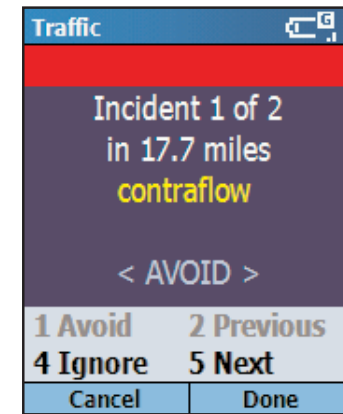 Traffic G
Incident 1 of 2
in 17.7 miles
contraflow
< AVOID >
1 Avoid 2 Previous
4 Ignore 5 Next
Cancel Done